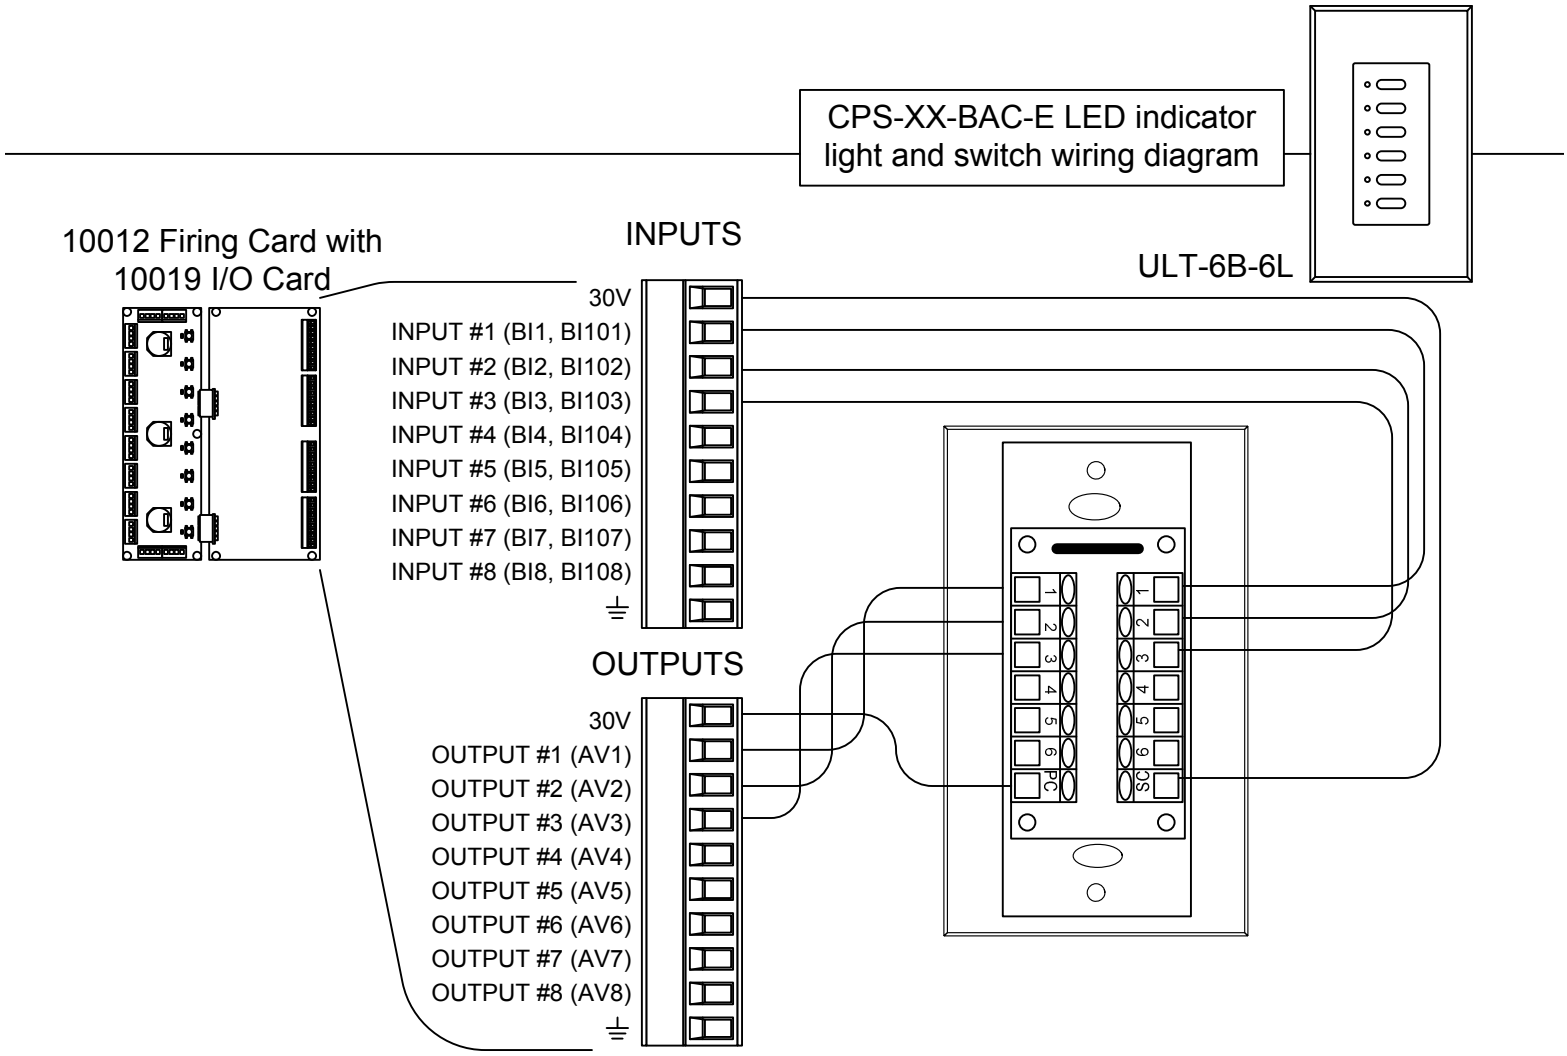 CPS-XX-BAC-E LED indicator
light and switch wiring diagram
10012 Firing Card with
10019 I/O Card
INPUTS
ULT-6B-6L
30V
INPUT #1 (BI1, BI101)
INPUT #2 (BI2, BI102)
INPUT #3 (BI3, BI103)
INPUT #4 (BI4, BI104)
INPUT #5 (BI5, BI105)
INPUT #6 (BI6, BI106)
INPUT #7 (BI7, BI107)
INPUT #8 (BI8, BI108)
OUTPUTS
30V
OUTPUT #1 (AV1)
OUTPUT #2 (AV2)
OUTPUT #3 (AV3)
OUTPUT #4 (AV4)
OUTPUT #5 (AV5)
OUTPUT #6 (AV6)
OUTPUT #7 (AV7)
OUTPUT #8 (AV8)
1
2
3
4
5
6
PC
1
2
3
4
5
6
SC